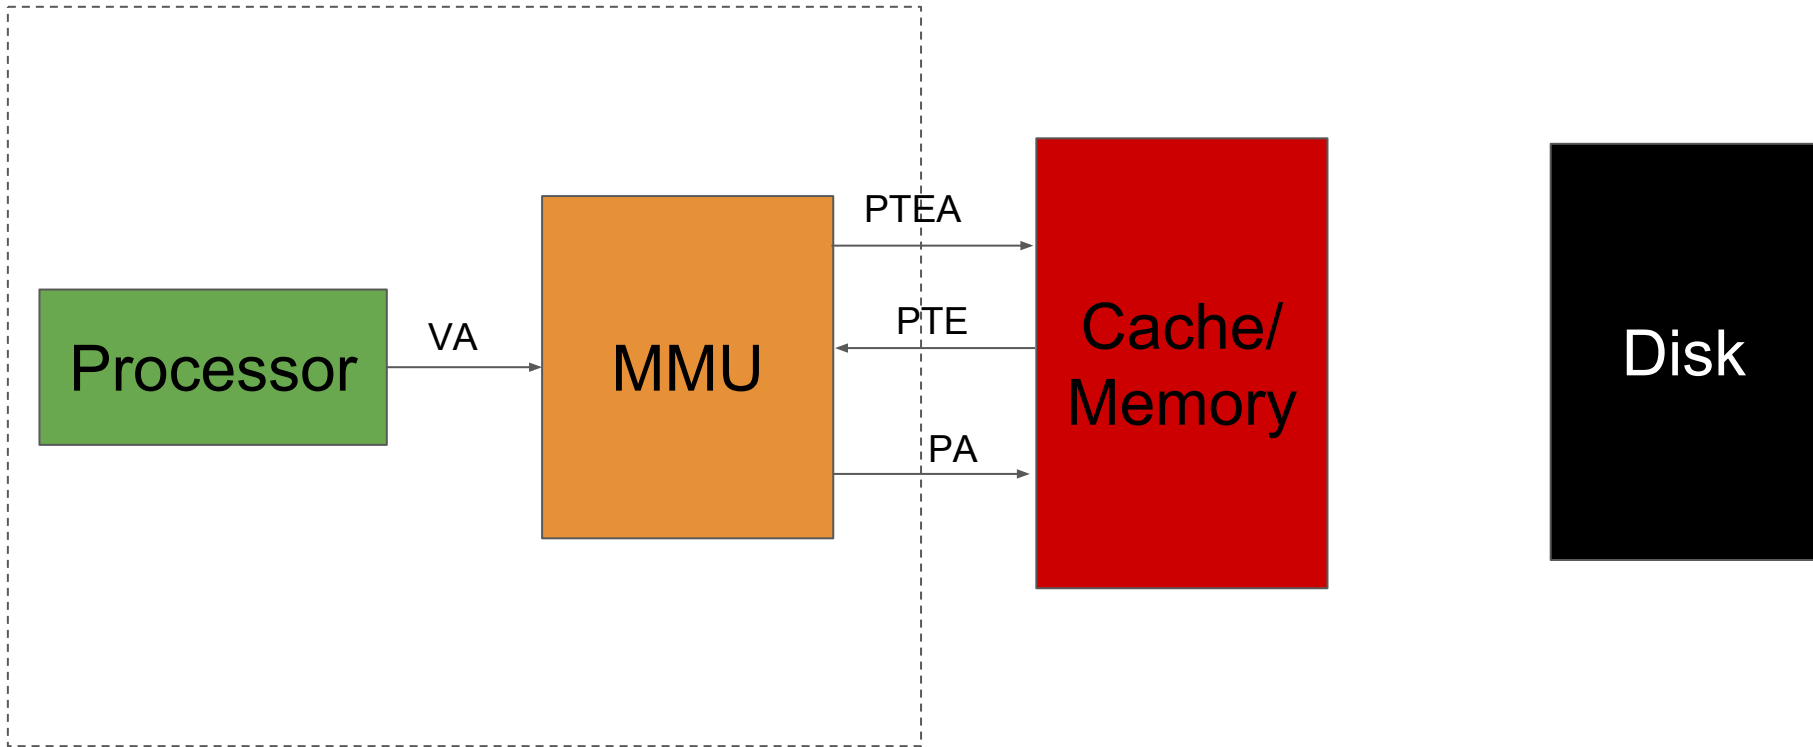 Processor
VA
MMU
PTEA
PTE
PA
Cache/
Memory
Disk